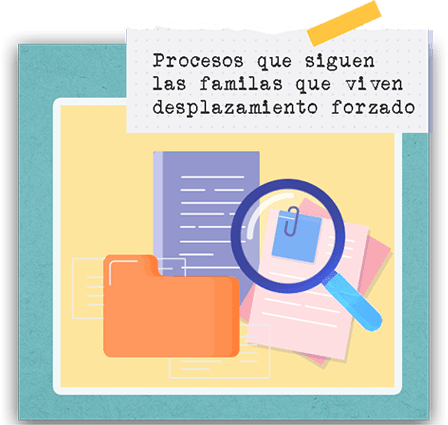 Procesos que siguen
las familas que viven
desplazamiento forzado